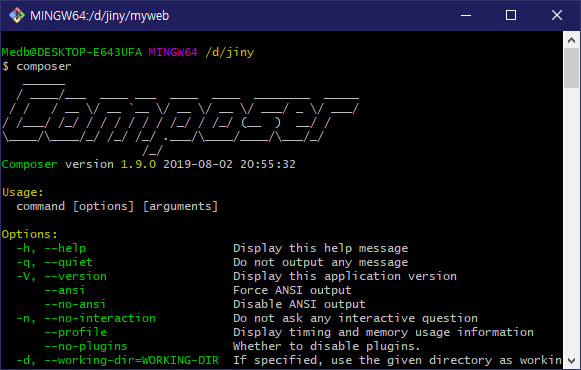 MINGW64:/d/jiny/myweb
Medb@DESKTOP-E643UFA MINGW64 /d/jiny
$ composer
Composer
Composer version 1.9.0 2019-08-02 20:55:32
Usage:
command [options] [arguments]
Options:
-h, --help Display this help message
-q, --quiet Do not output any message
-V, --version Display this application version
--ansi Force ANSI output
--no-ansi Disable ANSI output
-n, --no-interaction Do not ask any interactive question
--profile Display timing and memory usage information
--no-plugins Whether to disable plugins.
-d, --working-dir=WORKING-DIR If specified, use the given directory as workin